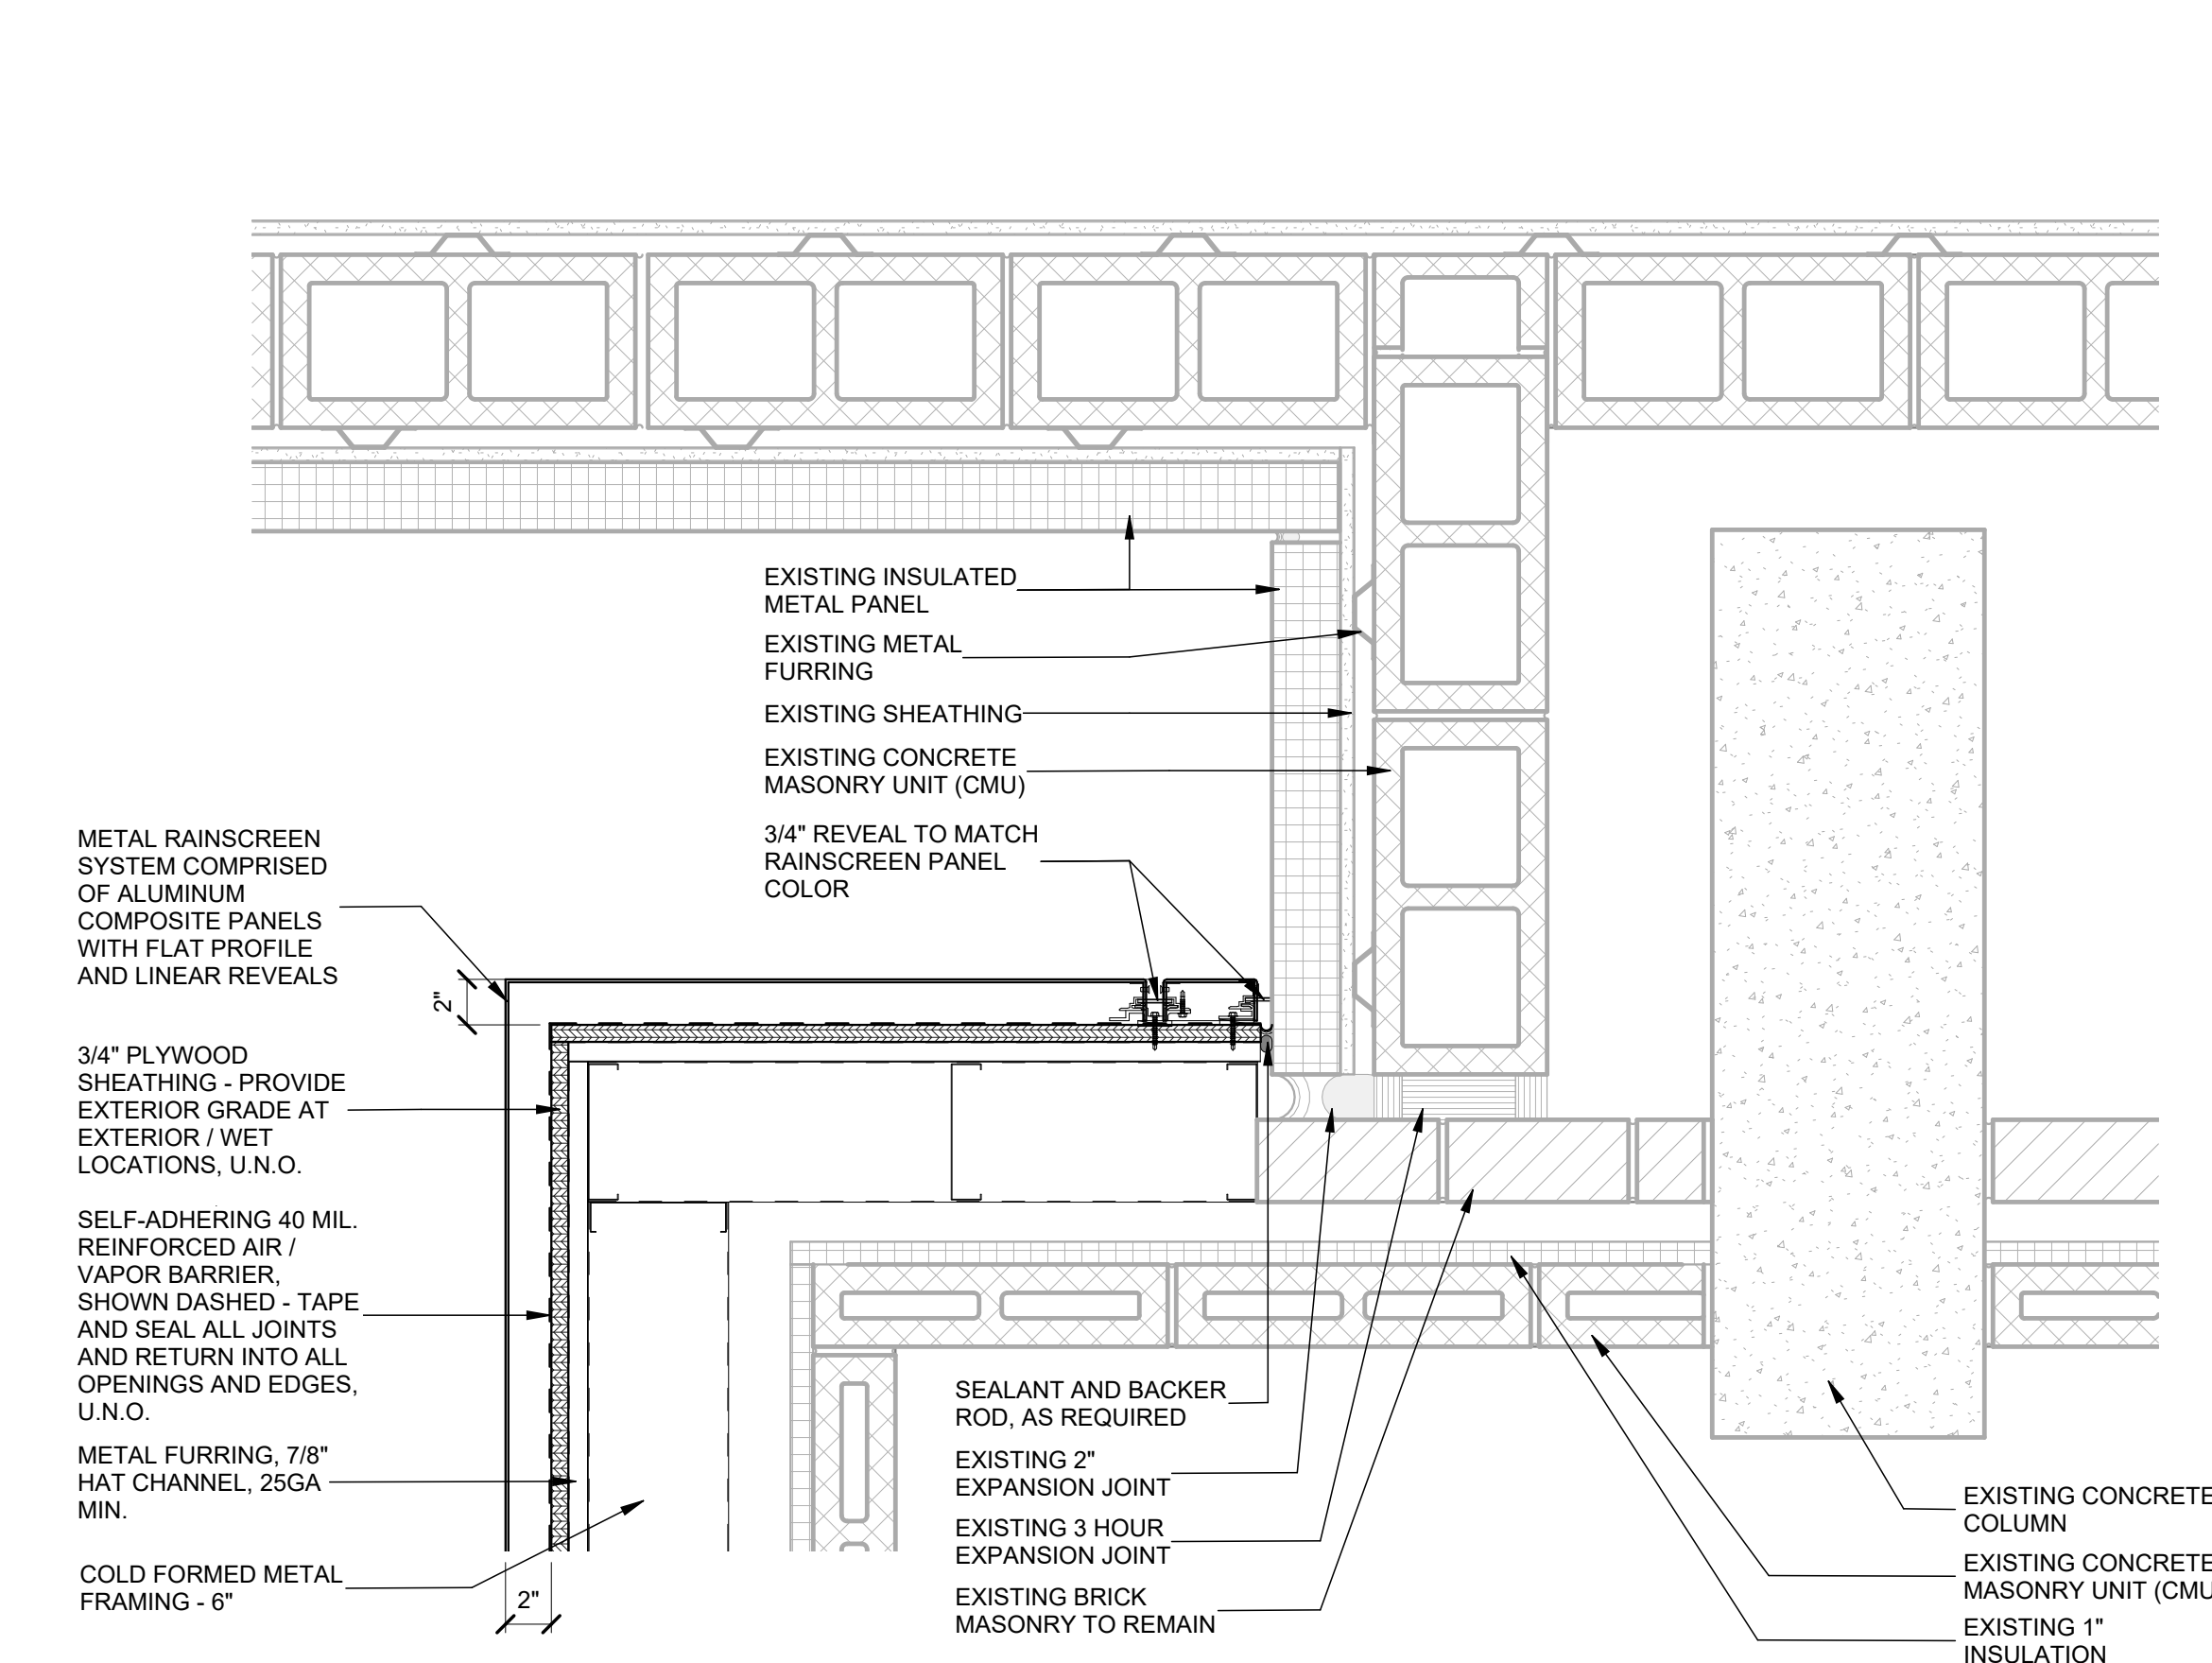 EXISTING INSULATED
METAL PANEL
EXISTING METAL
FURRING
EXISTING SHEATHING
EXISTING CONCRETE
MASONRY UNIT (CMU)
3/4" REVEAL TO MATCH
RAINSCREEN PANEL
COLOR
METAL RAINSCREEN
SYSTEM COMPRISED
OF ALUMINUM
COMPOSITE PANELS
WITH FLAT PROFILE
AND LINEAR REVEALS
2"
3/4" PLYWOOD
SHEATHING - PROVIDE
EXTERIOR GRADE AT
EXTERIOR / WET
LOCATIONS, U.N.O.
SELF-ADHERING 40 MIL.
REINFORCED AIR /
VAPOR BARRIER,
SHOWN DASHED - TAPE
AND SEAL ALL JOINTS
AND RETURN INTO ALL
OPENINGS AND EDGES,
U.N.O.
METAL FURRING, 7/8"
HAT CHANNEL, 25GA
MIN.
COLD FORMED METAL
FRAMING - 6"
2"
SEALANT AND BACKER
ROD, AS REQUIRED
EXISTING 2"
EXPANSION JOINT
EXISTING 3 HOUR
EXPANSION JOINT
EXISTING BRICK
MASONRY TO REMAIN
EXISTING CONCRETE
COLUMN
EXISTING CONCRETE
MASONRY UNIT (CMU
EXISTING 1"
INSULATION